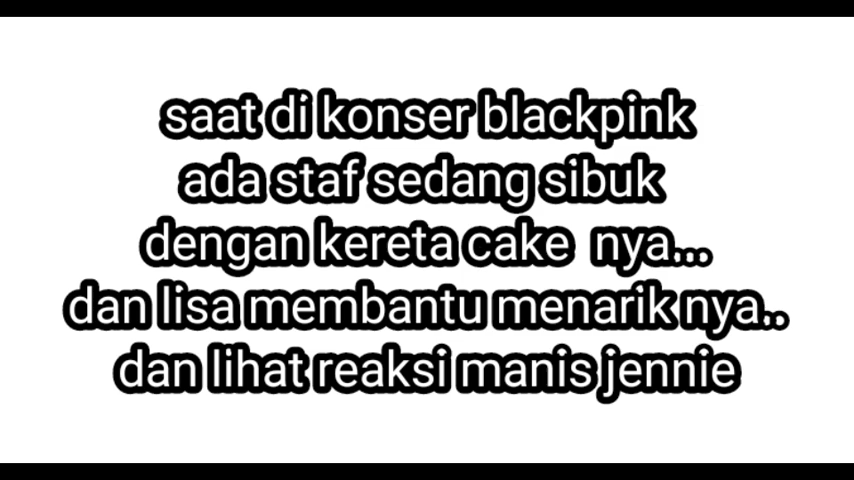 saat di konser blackpink
ada staf sedang sibuk
dengan kereta cake nya...
dan lisa membantu menarik nya..
dan lihat reaksi manis jennie